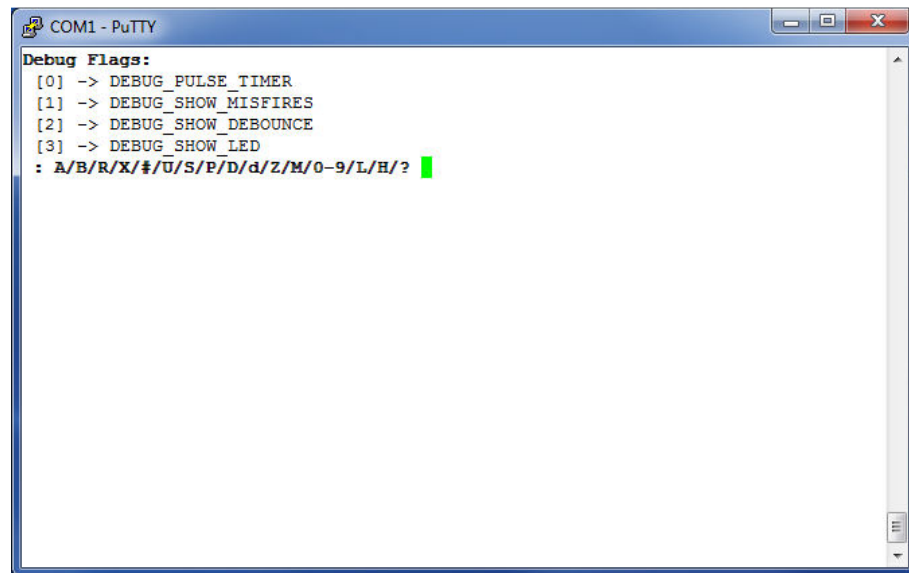 COM1 - PuTTY
Debug Flags:
[0] -> DEBUG_PULSE_TIMER
[1] -> DEBUG_SHOW_MISFIRES
[2] -> DEBUG_SHOW_DEBOUNCE
[3] -> DEBUG_SHOW_LED
: A/B/R/X/#/U/S/P/D/d/Z/M/0-9/L/H/?